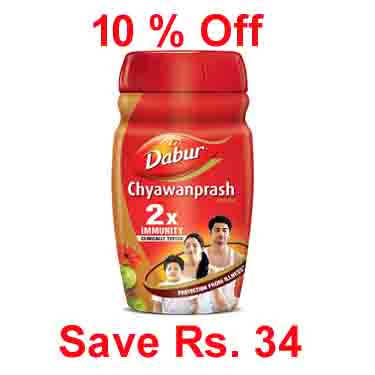 10 % Off
Dabur
Chyawanprash
2x
IMMUNITY
CLINICALLY TESTED
PROTECTION FROM ILLNESS
Save Rs. 34